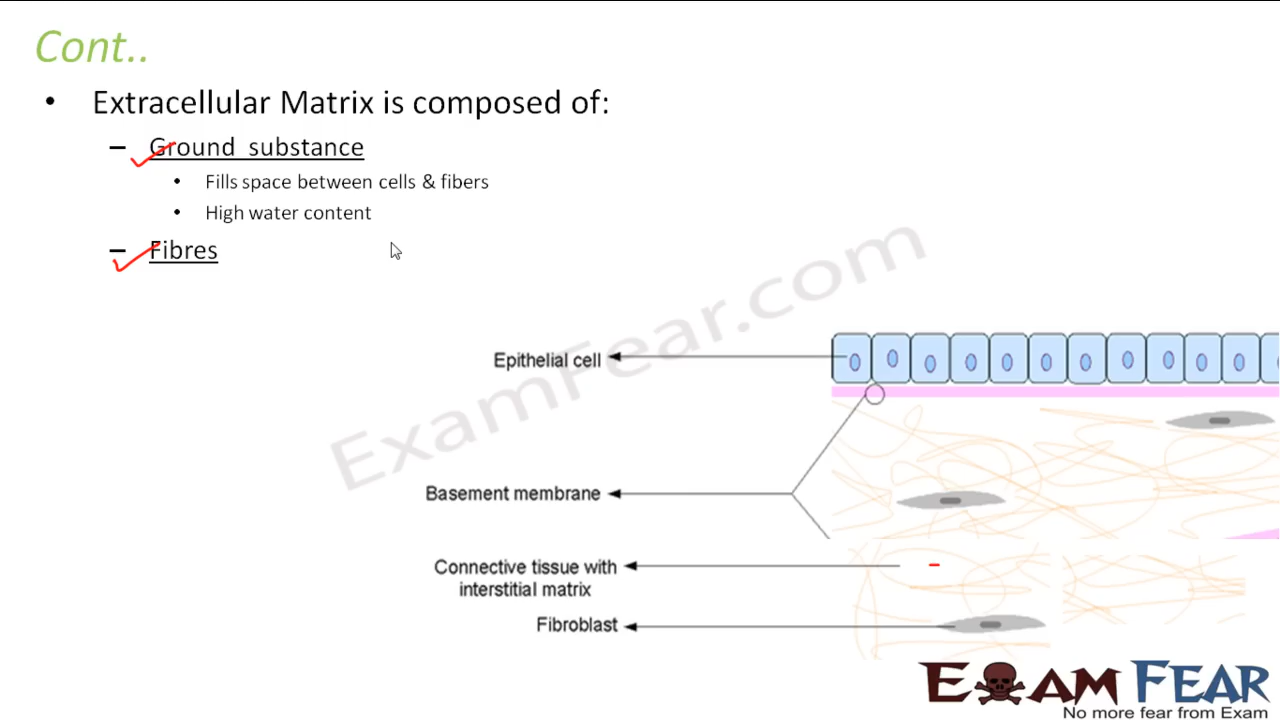 Cont..
• Extracellular Matrix is composed of:
– Ground substance
• Fills space between cells & fibers
• High water content
– Fibres
ExamFear.com
Epithelial cell
Basement membrane
Connective tissue with
interstitial matrix
Fibroblast
EXAM FEAR
No more fear from Exam